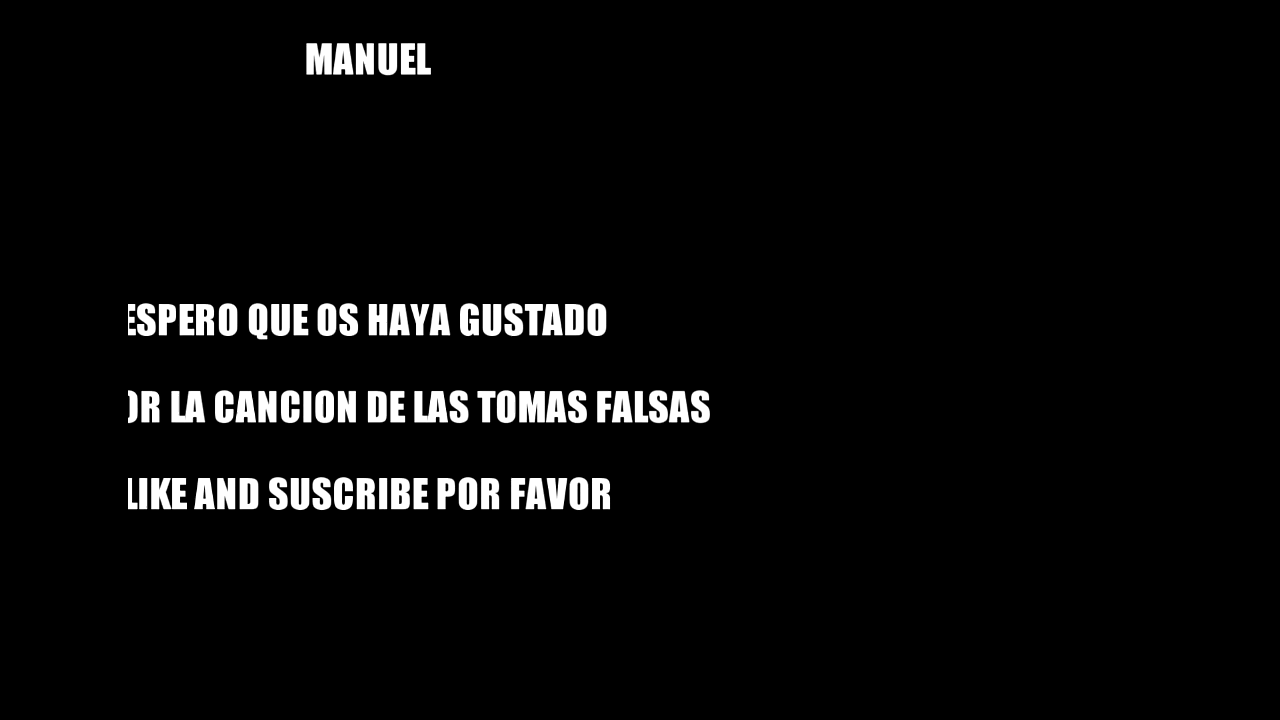 MANUEL
ESPERO QUE OS HAYA GUSTADO
LA CANCION DE LAS TOMAS FALSAS
LIKE AND SUSCRIBE POR FAVOR